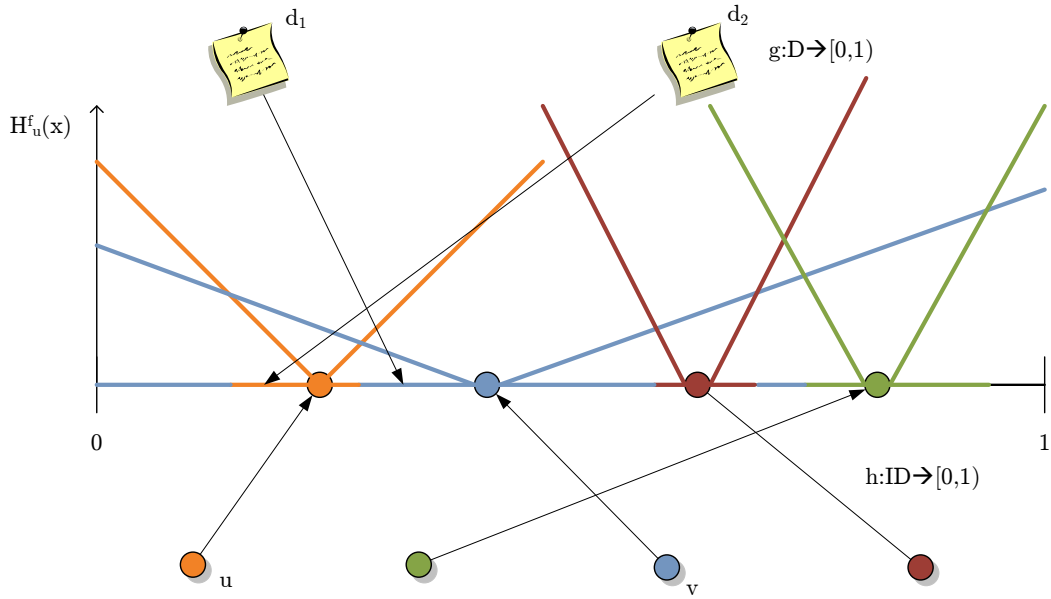 d₁
d₂
g:D→[0,1)
Hᶠᵤ(x)
0
1
h:ID→[0,1)
u
v